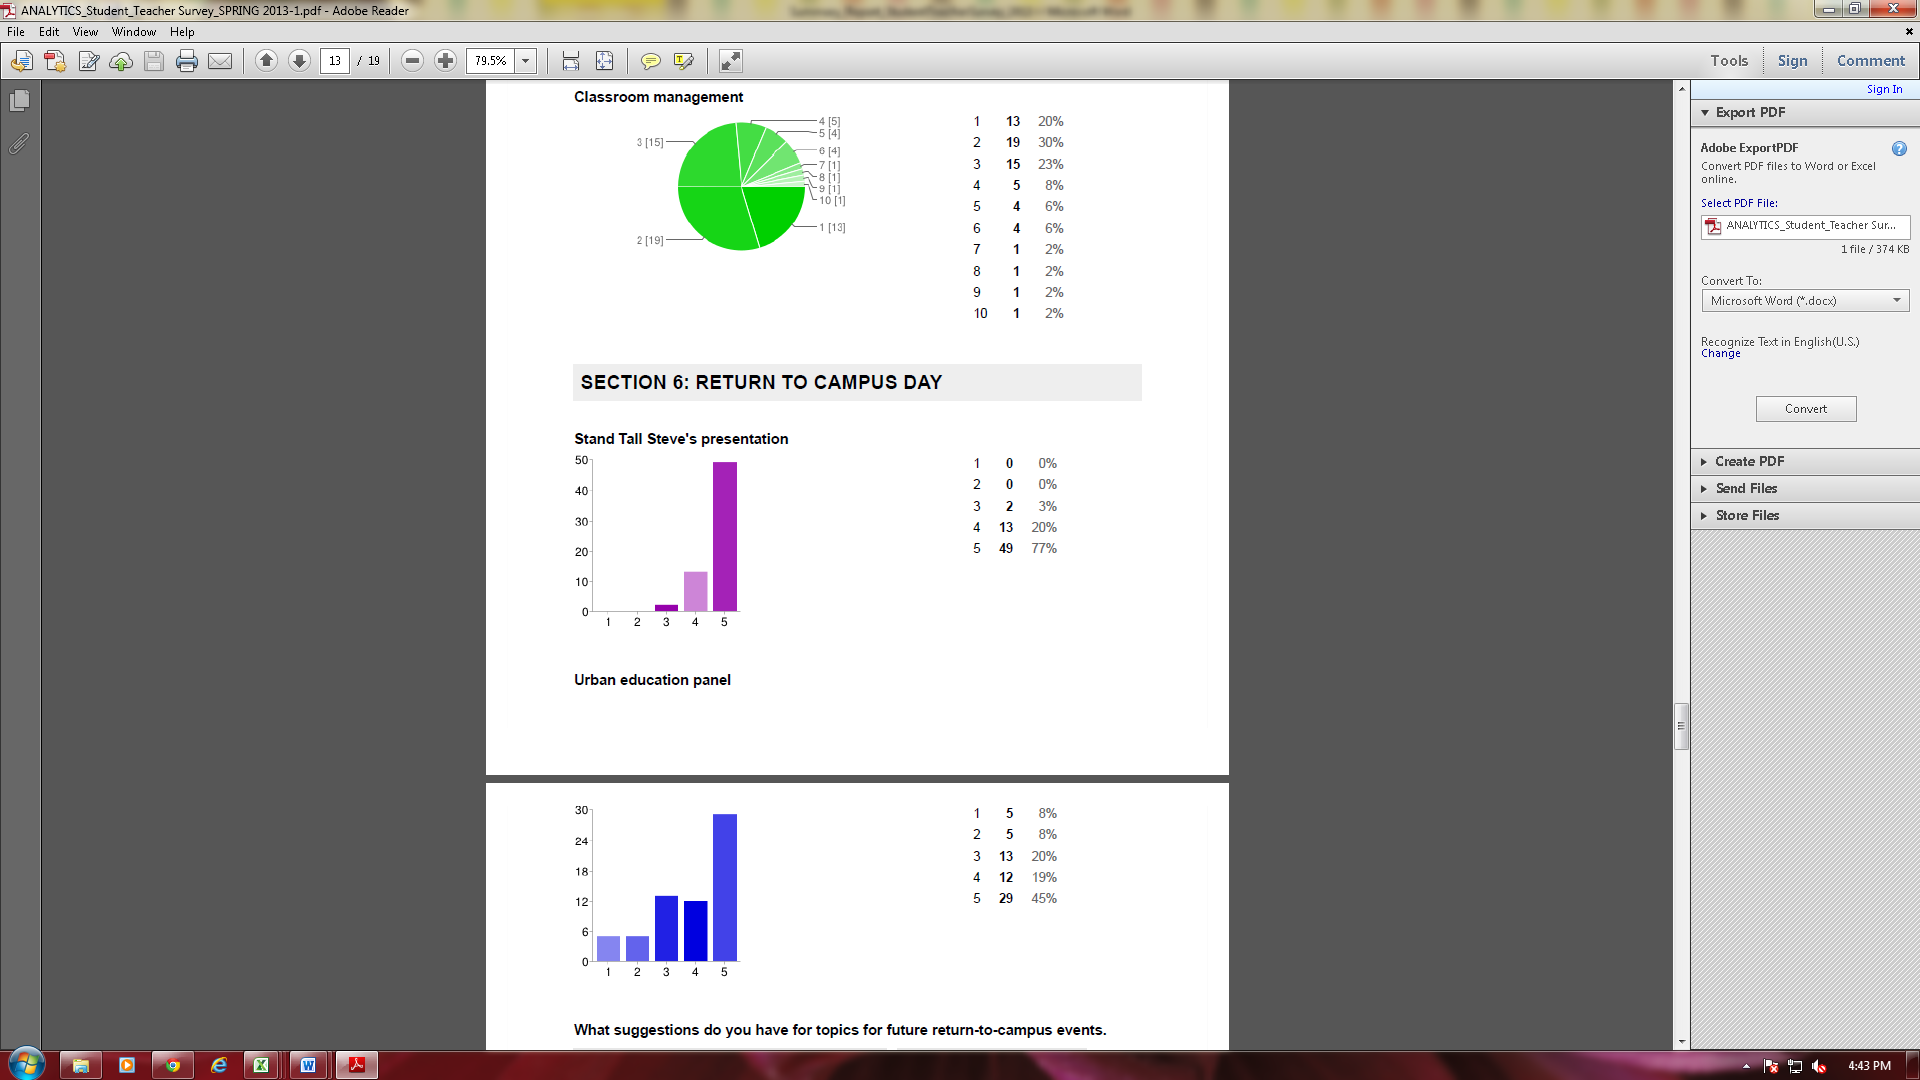 ANALYTICS_Student_Teacher Survey_SPRING 2013-1.pdf - Adobe Reader
File Edit View Window Help
13 / 19 79.5% Tools Sign Comment
Sign In
Export PDF
Adobe ExportPDF
Convert PDF files to Word or Excel
online.
Select PDF File:
ANALYTICS_Student_Teacher Sur...
1 file / 374 KB
Convert To:
Microsoft Word (*.docx)
Recognize Text in English(U.S.)
Change
Convert
Create PDF
Send Files
Store Files
Classroom management
4 [5]
5 [4]
3 [15]
6 [4]
7 [1]
8 [1]
9 [1]
10 [1]
1 [13]
2 [19]
1 13 20%
2 19 30%
3 15 23%
4 5 8%
5 4 6%
6 4 6%
7 1 2%
8 1 2%
9 1 2%
10 1 2%
SECTION 6: RETURN TO CAMPUS DAY
Stand Tall Steve's presentation
50
40
30
20
10
0
1 2 3 4 5
1 0 0%
2 0 0%
3 2 3%
4 13 20%
5 49 77%
Urban education panel
30
24
18
12
6
0
1 2 3 4 5
1 5 8%
2 5 8%
3 13 20%
4 12 19%
5 29 45%
What suggestions do you have for topics for future return-to-campus events.
4:43 PM